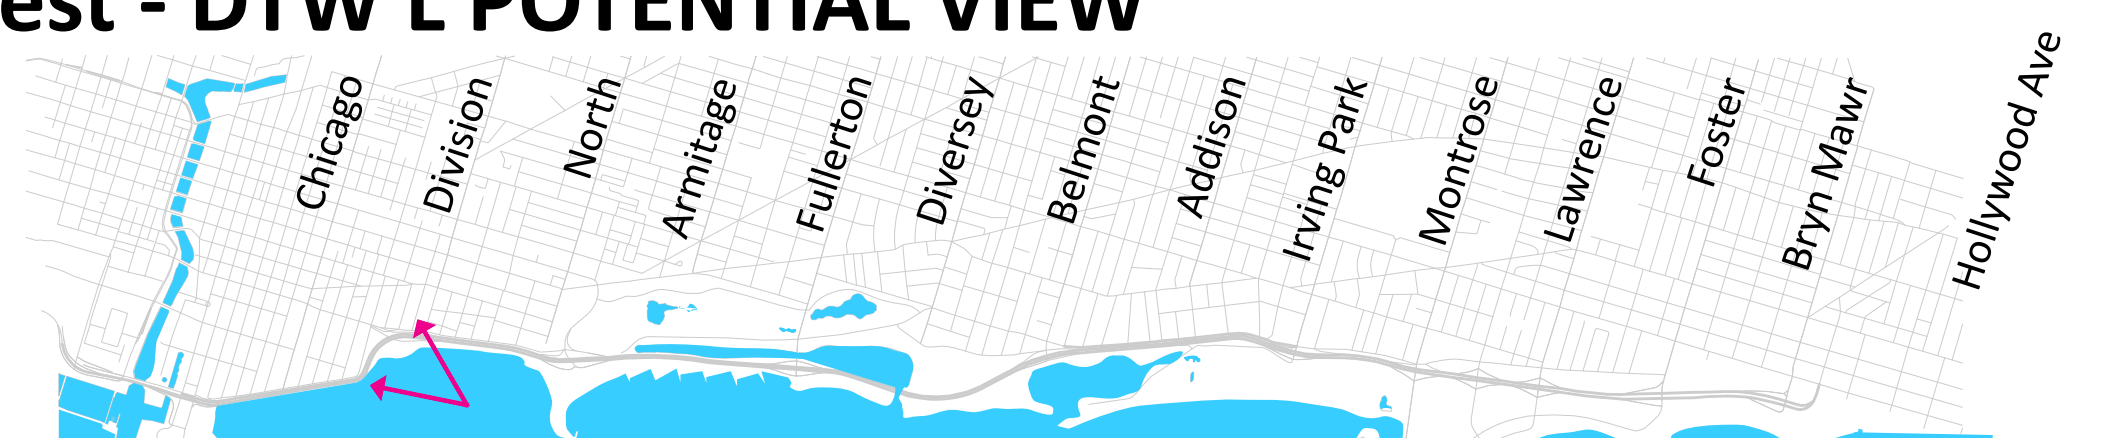 est - DTW L POTENTIAL VIEW
Chicago
Division
North
Armitage
Fullerton
Diversey
Belmont
Addison
Irving Park
Montrose
Lawrence
Foster
Bryn Mawr
Hollywood Ave